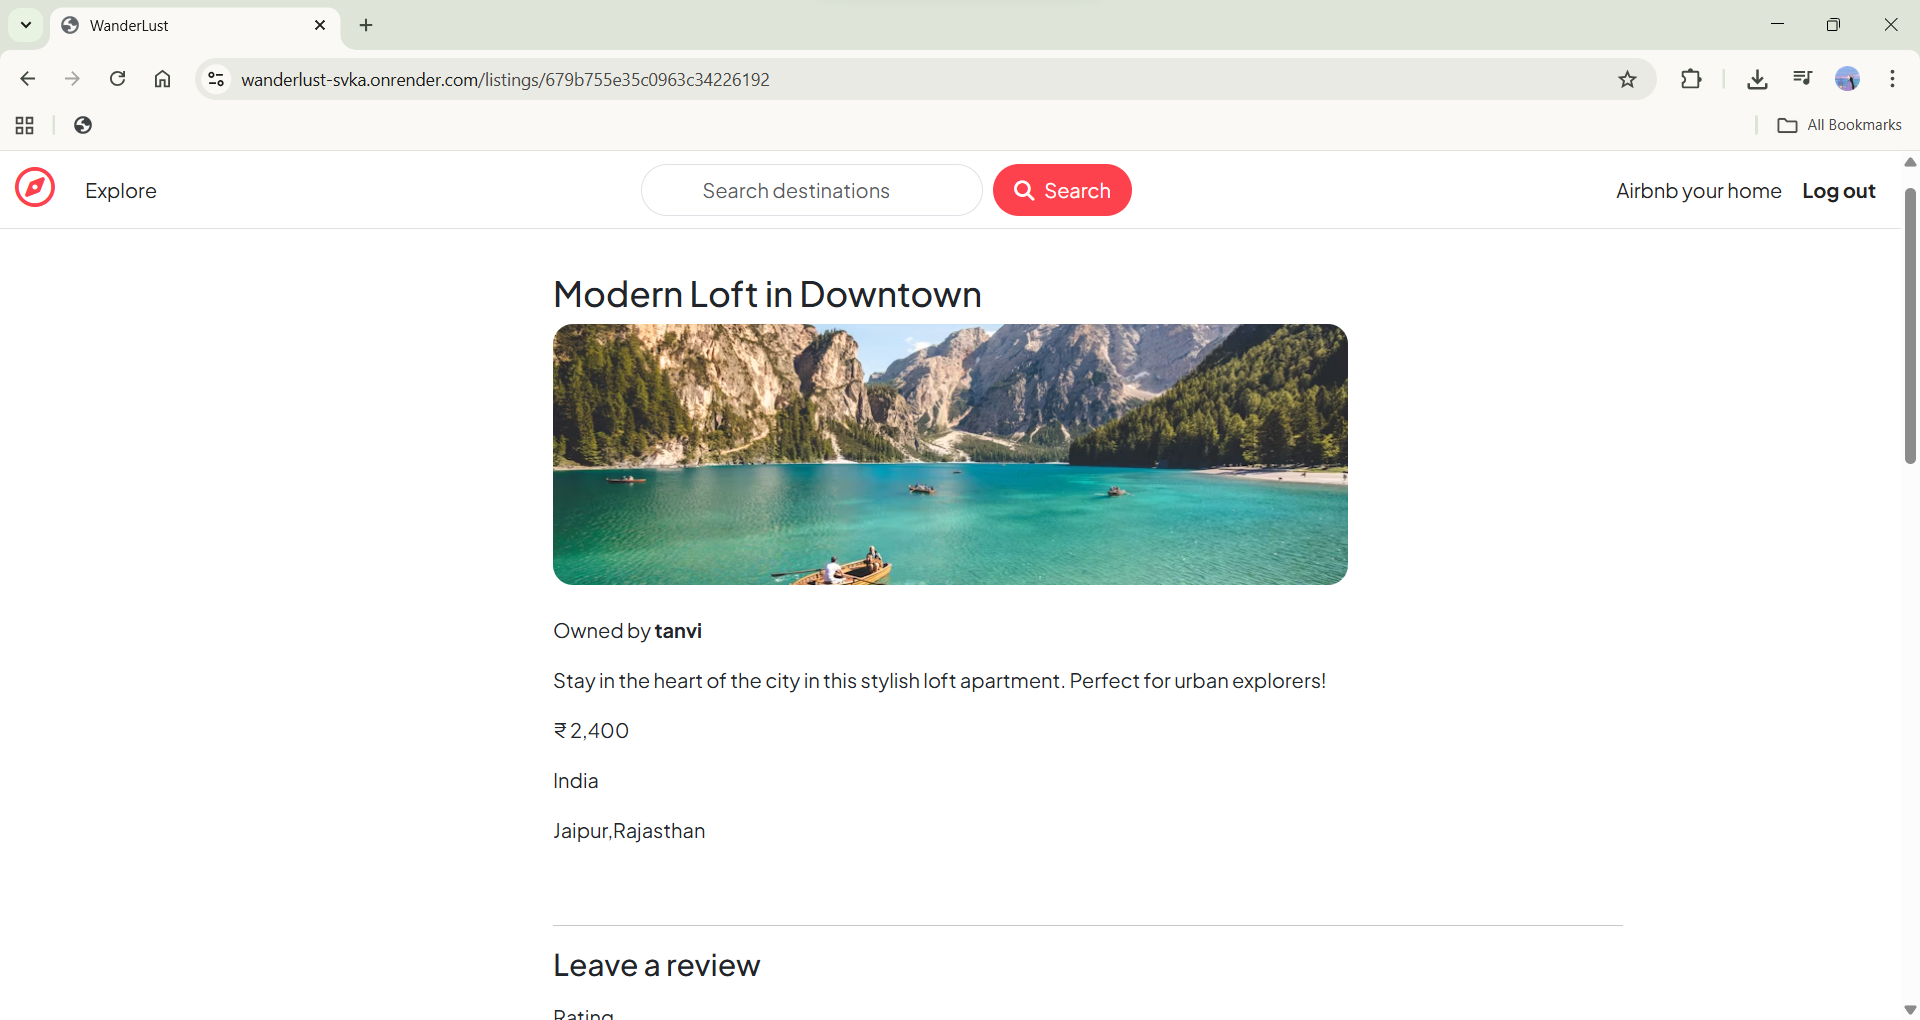 WanderLust
wanderlust-svka.onrender.com/listings/679b755e35c0963c34226192
All Bookmarks
Explore
Search destinations
Search
Airbnb your home
Log out
Modern Loft in Downtown
Owned by tanvi
Stay in the heart of the city in this stylish loft apartment. Perfect for urban explorers!
₹ 2,400
India
Jaipur,Rajasthan
Leave a review
Rating